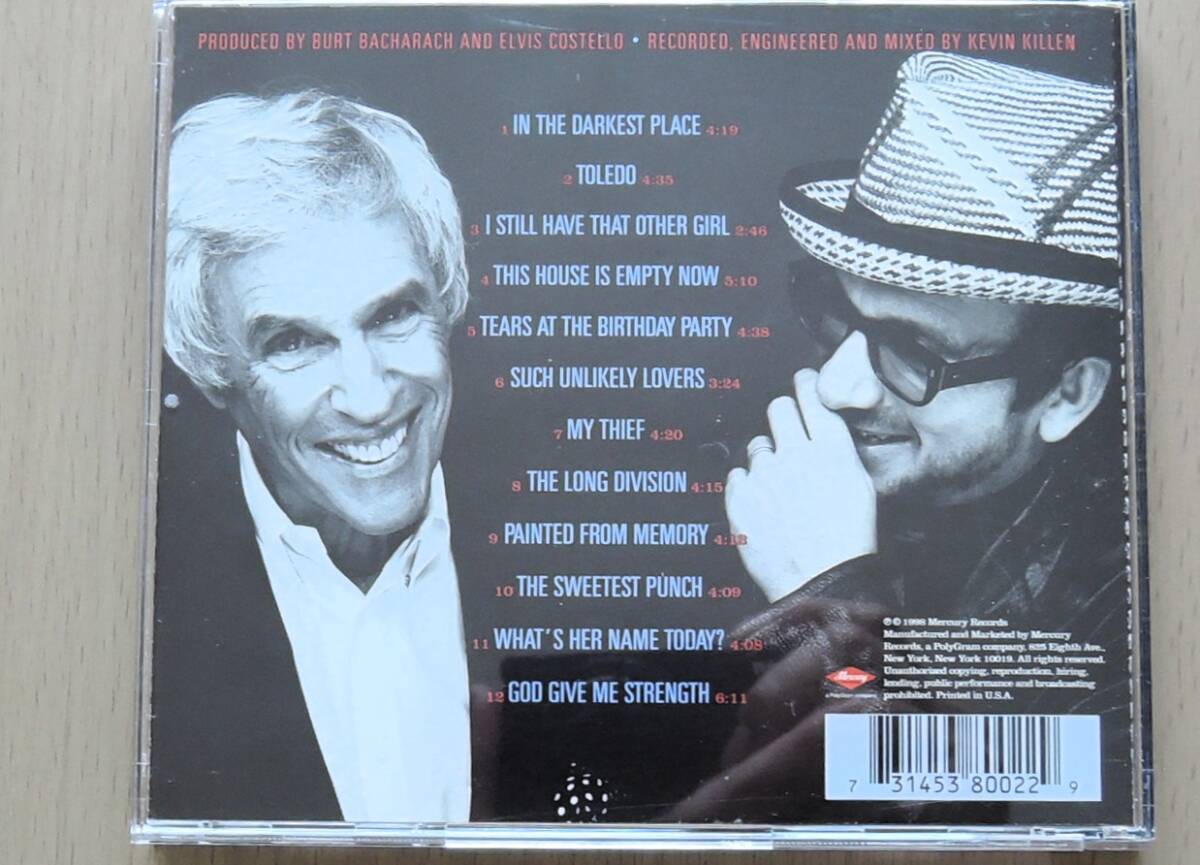 PRODUCED BY BURT BACHARACH AND ELVIS COSTELLO • RECORDED, ENGINEERED AND MIXED BY KEVIN KILLEN
1 IN THE DARKEST PLACE 4:19
2 TOLEDO 4:35
3 I STILL HAVE THAT OTHER GIRL 2:46
4 THIS HOUSE IS EMPTY NOW 5:10
5 TEARS AT THE BIRTHDAY PARTY 4:38
6 SUCH UNLIKELY LOVERS 3:24
7 MY THIEF 4:20
8 THE LONG DIVISION 4:15
9 PAINTED FROM MEMORY
10 THE SWEETEST PUNCH 4:09
11 WHAT'S HER NAME TODAY? 4:08
12 GOD GIVE ME STRENGTH 6:11
℗© 1998 Mercury Records
Manufactured and Marketed by Mercury
Records, a PolyGram company, 825 Eighth Ave.,
New York, New York 10019. All rights reserved.
Unauthorized copying, reproduction, hiring,
lending, public performance and broadcasting
prohibited. Printed in U.S.A.
Mercury
a PolyGram company
7 31453 80022 9